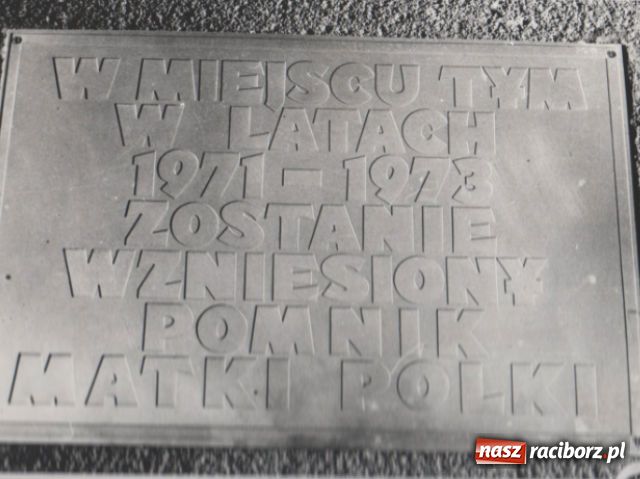 W MIEJSCU TYM
W LATACH
1971-1973
ZOSTANIE
WZNIESIONY
POMNIK
MATKI POLKI
nasz raciborz.pl